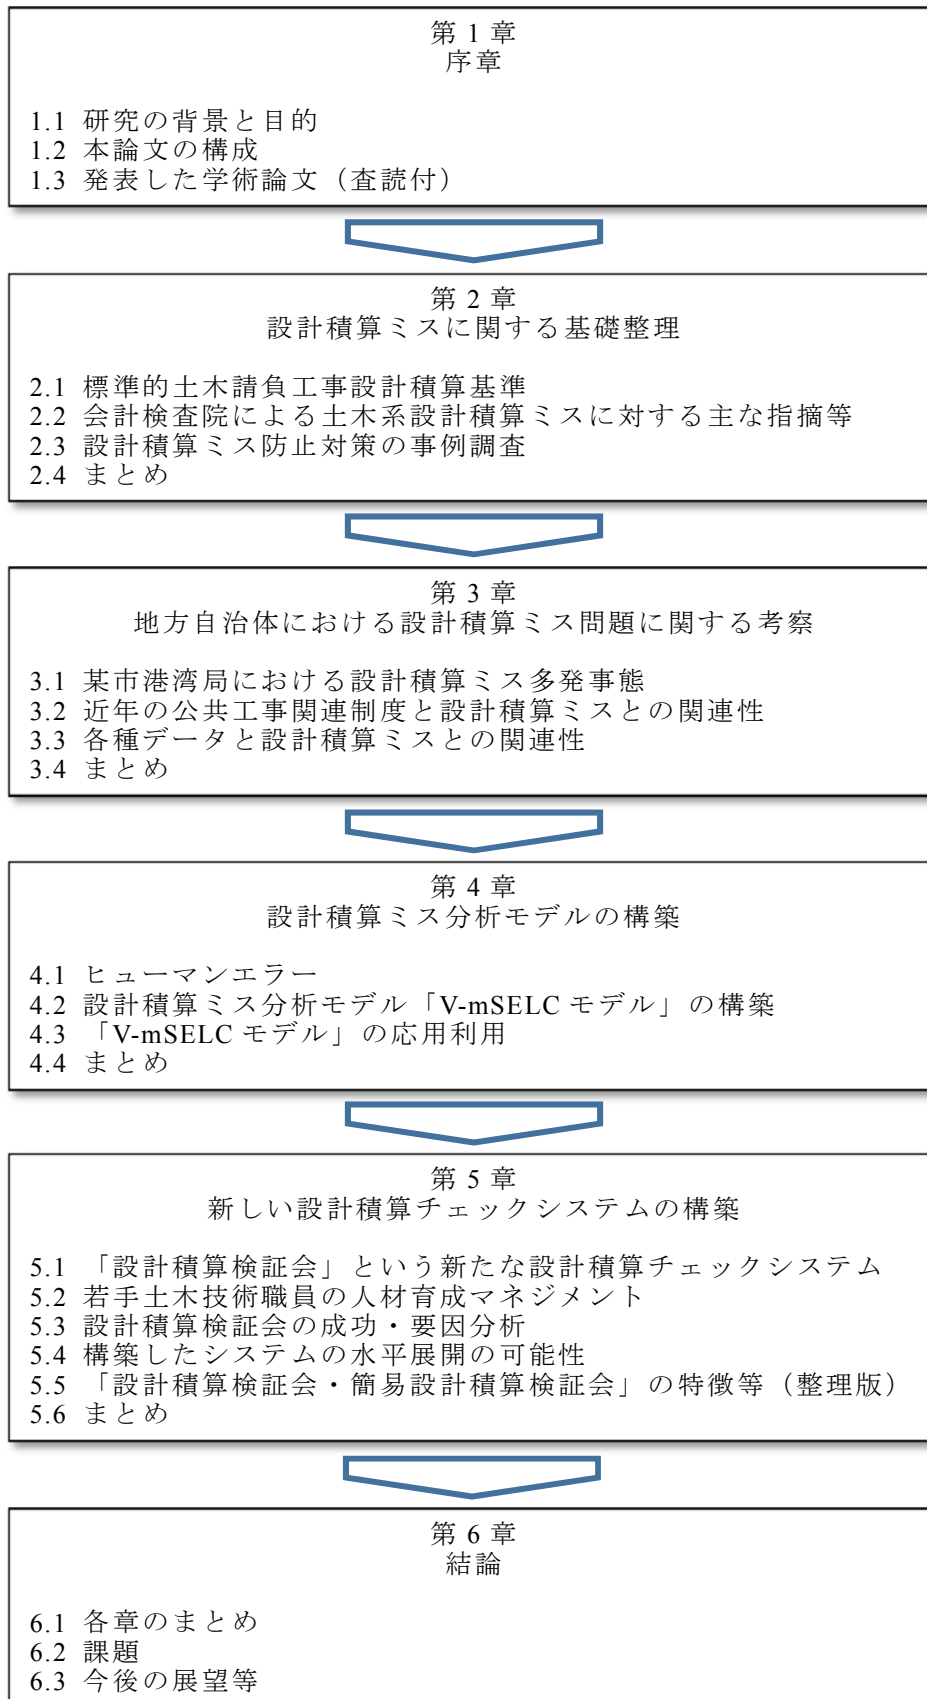 第 1 章
序章
1.1 研究の背景と目的
1.2 本論文の構成
1.3 発表した学術論文（査読付）
第 2 章
設計積算ミスに関する基礎整理
2.1 標準的土木請負工事設計積算基準
2.2 会計検査院による土木系設計積算ミスに対する主な指摘等
2.3 設計積算ミス防止対策の事例調査
2.4 まとめ
第 3 章
地方自治体における設計積算ミス問題に関する考察
3.1 某市港湾局における設計積算ミス多発事態
3.2 近年の公共工事関連制度と設計積算ミスとの関連性
3.3 各種データと設計積算ミスとの関連性
3.4 まとめ
第 4 章
設計積算ミス分析モデルの構築
4.1 ヒューマンエラー
4.2 設計積算ミス分析モデル「V-mSELC モデル」の構築
4.3 「V-mSELC モデル」の応用利用
4.4 まとめ
第 5 章
新しい設計積算チェックシステムの構築
5.1 「設計積算検証会」という新たな設計積算チェックシステム
5.2 若手土木技術職員の人材育成マネジメント
5.3 設計積算検証会の成功・要因分析
5.4 構築したシステムの水平展開の可能性
5.5 「設計積算検証会・簡易設計積算検証会」の特徴等（整理版）
5.6 まとめ
第 6 章
結論
6.1 各章のまとめ
6.2 課題
6.3 今後の展望等